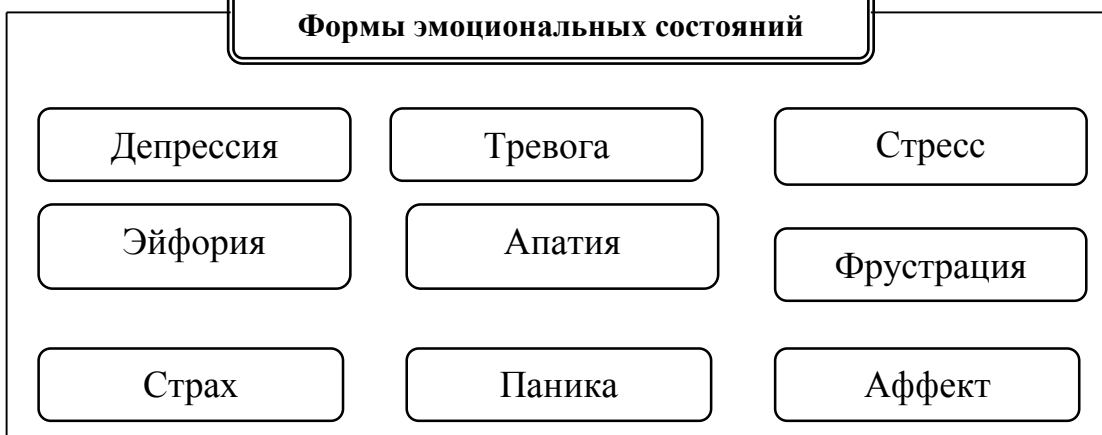 Формы эмоциональных состояний
Депрессия
Тревога
Стресс
Эйфория
Апатия
Фрустрация
Страх
Паника
Аффект